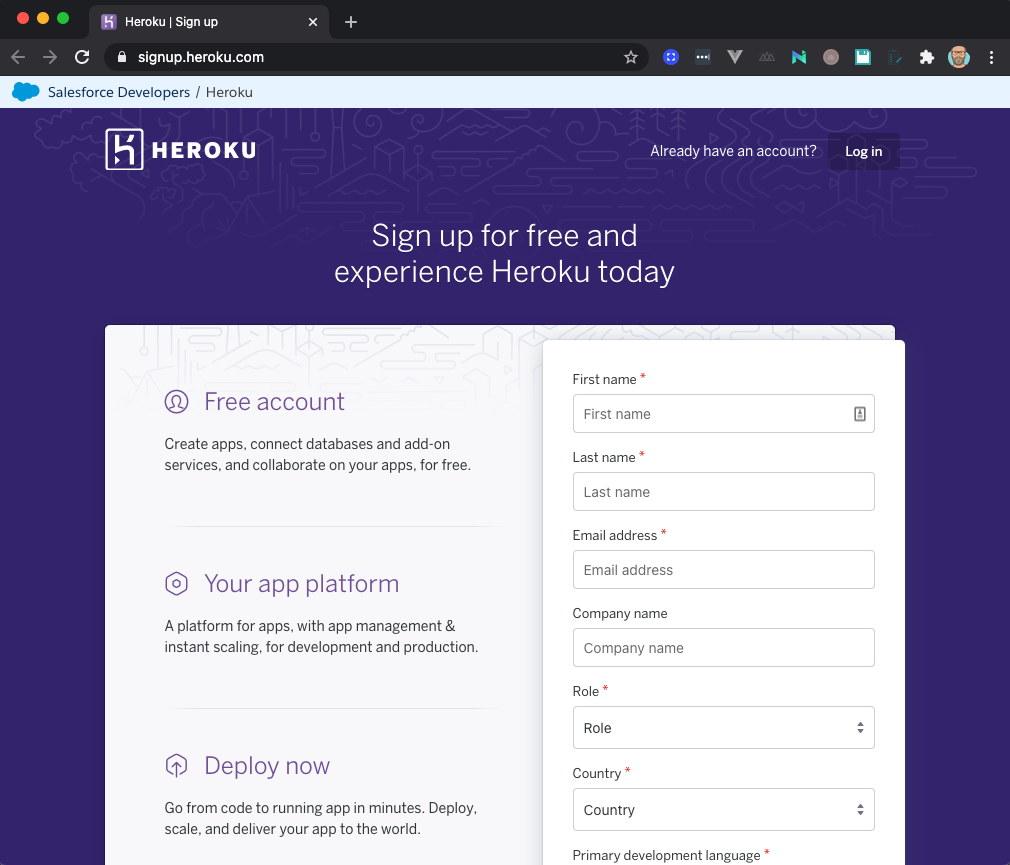 Heroku | Sign up
signup.heroku.com
Salesforce Developers / Heroku
HEROKU
Already have an account?
Log in
Sign up for free and
experience Heroku today
Free account
Create apps, connect databases and add-on
services, and collaborate on your apps, for free.
Your app platform
A platform for apps, with app management &
instant scaling, for development and production.
Deploy now
Go from code to running app in minutes. Deploy,
scale, and deliver your app to the world.
First name *
First name
Last name *
Last name
Email address *
Email address
Company name
Company name
Role *
Role
Country *
Country
Primary development language *